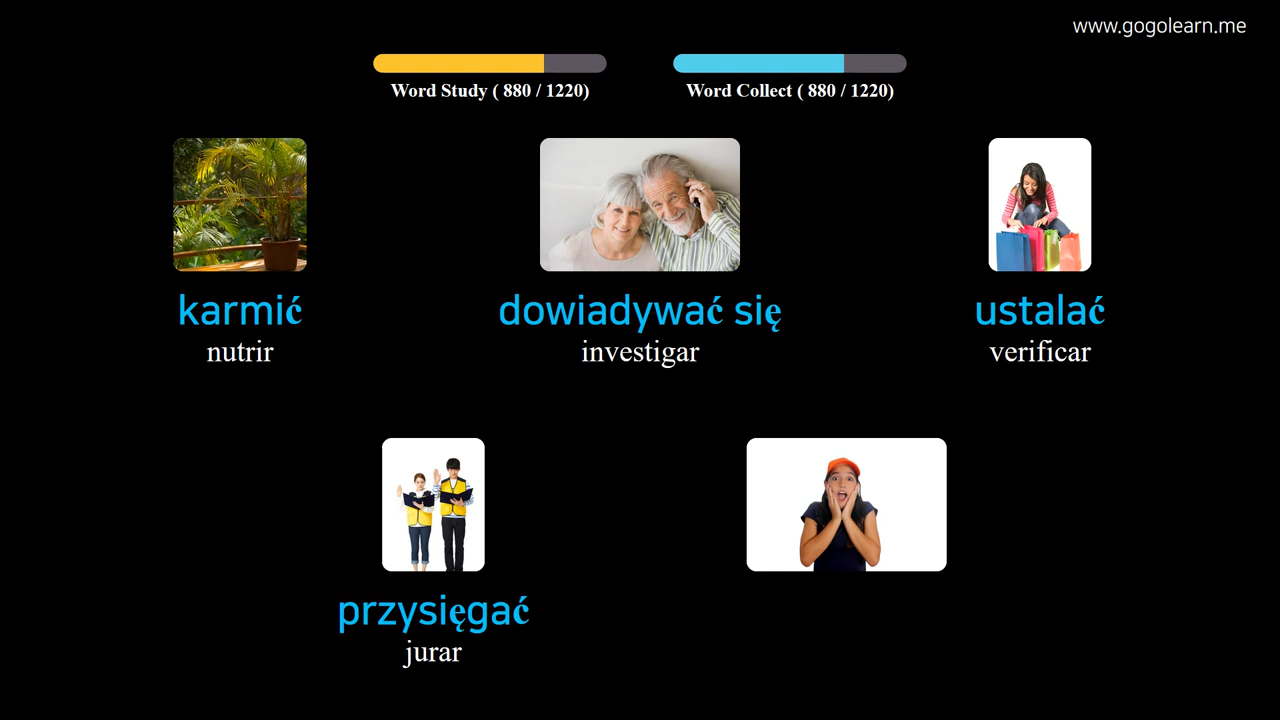 www.gogolearn.me
Word Study ( 880 / 1220)
Word Collect ( 880 / 1220)
karmić
nutrir
dowiadywać się
investigar
ustalać
verificar
przysięgać
jurar